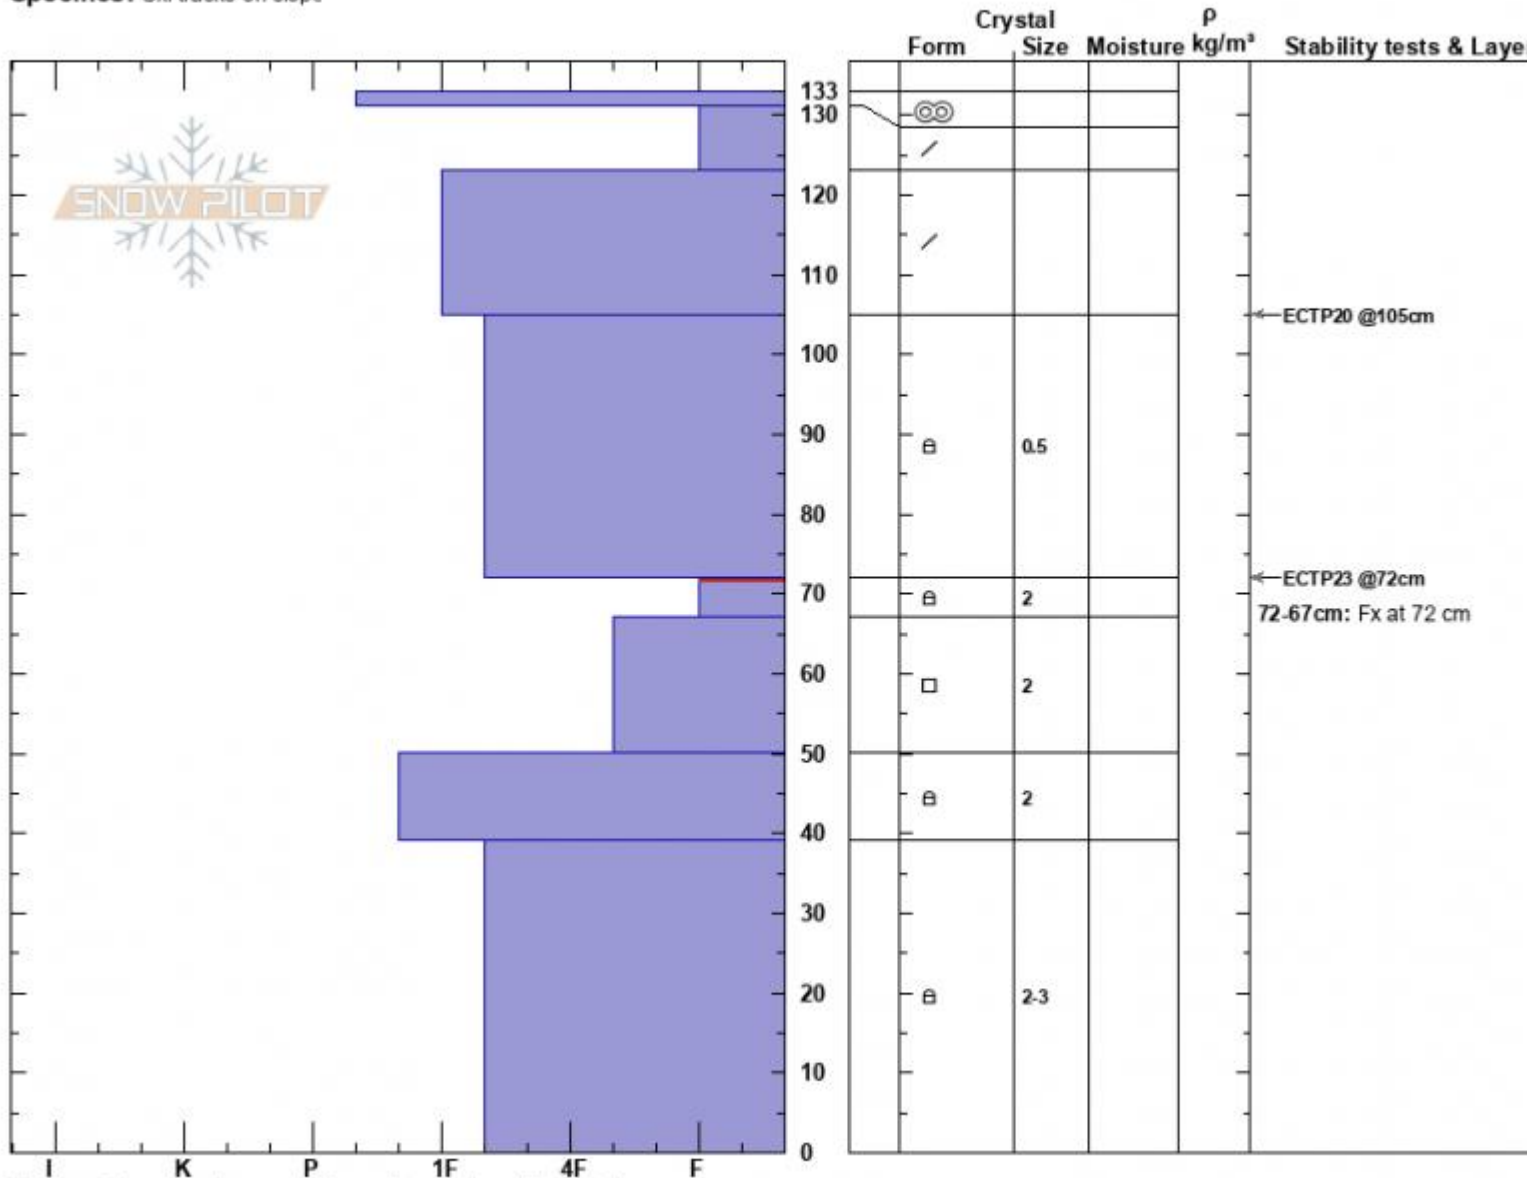 Crystal ρ
Form Size Moisture kg/m³ Stability tests & Laye
133
130
SNOW PILOT
120
110
ECTP20 @105cm
100
90
0.5
80
ECTP23 @72cm
70
2
72-67cm: Fx at 72 cm
60
2
50
2
40
30
20
2-3
10
0
I K P 1F 4F F